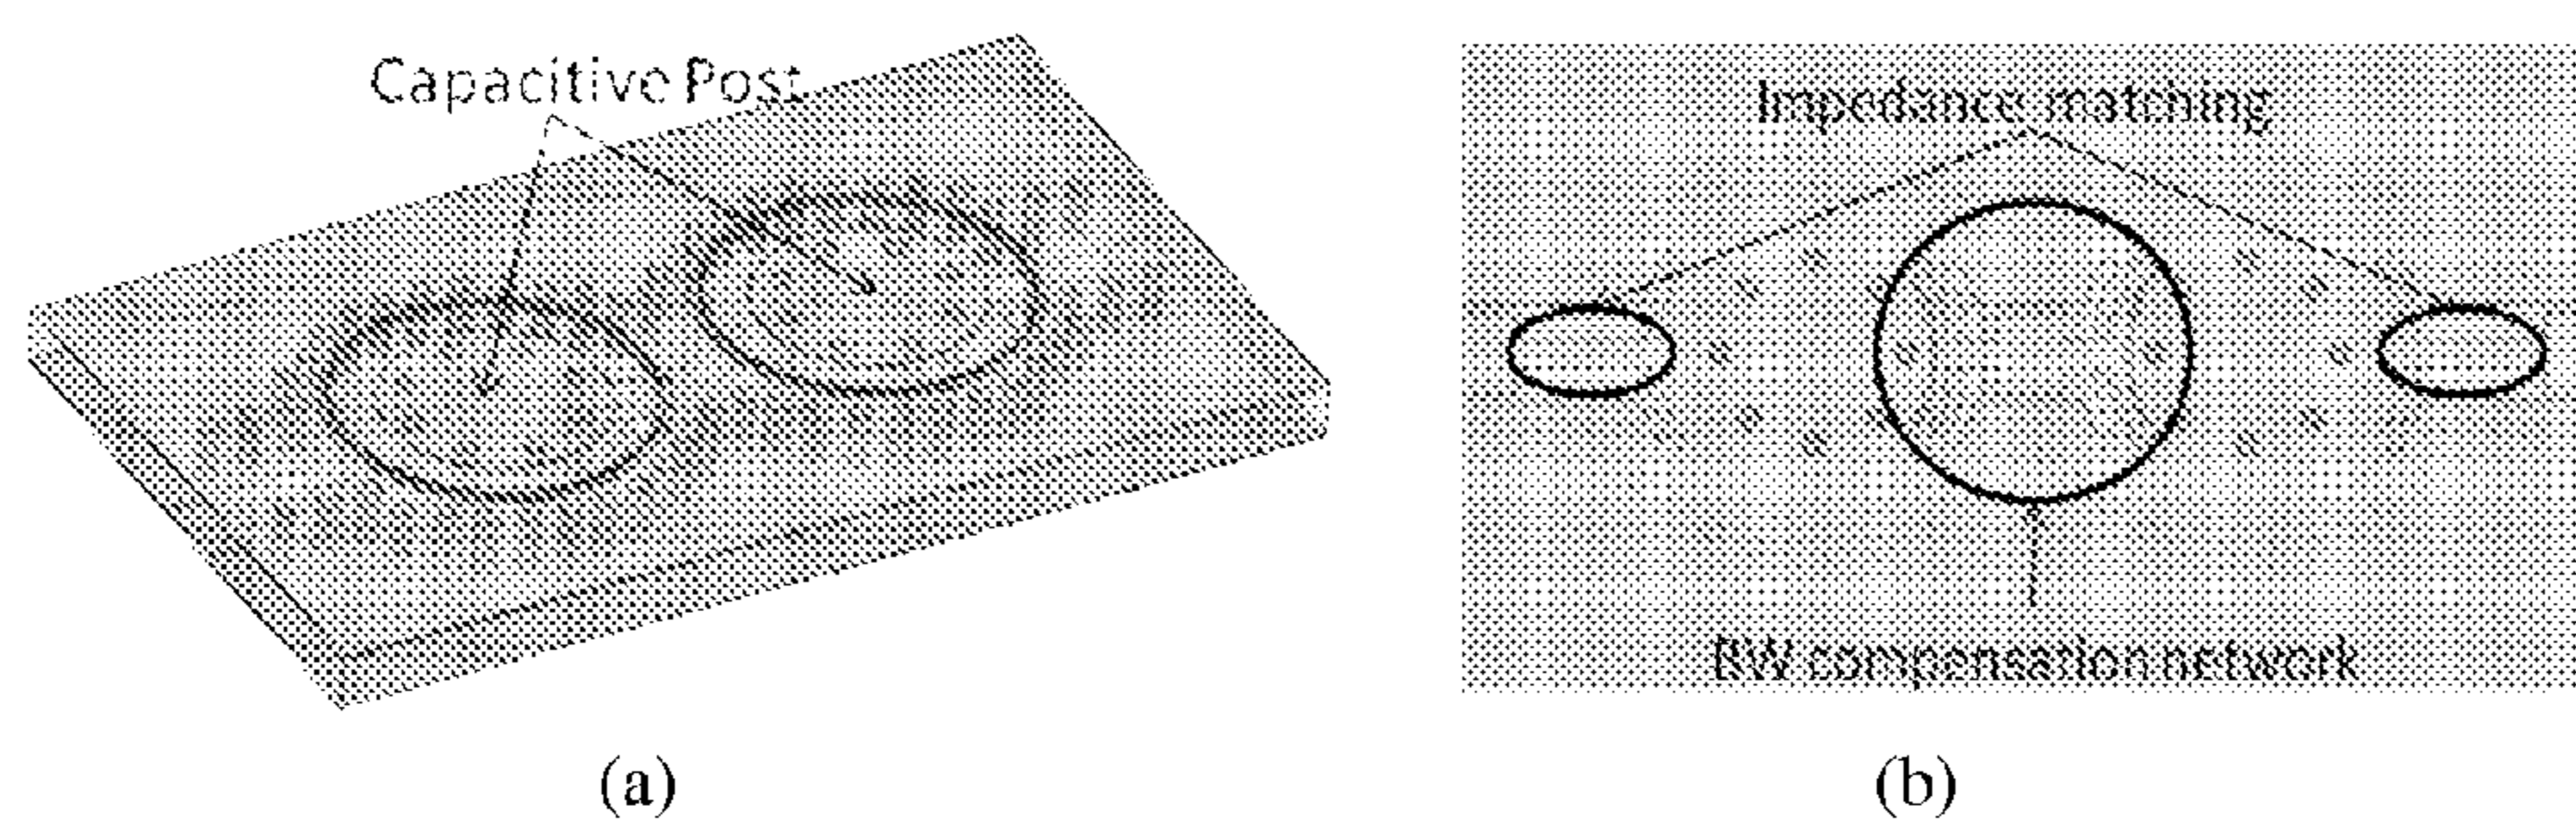 Capacitive Post
Impedance matching
BW compensation network
(a)
(b)